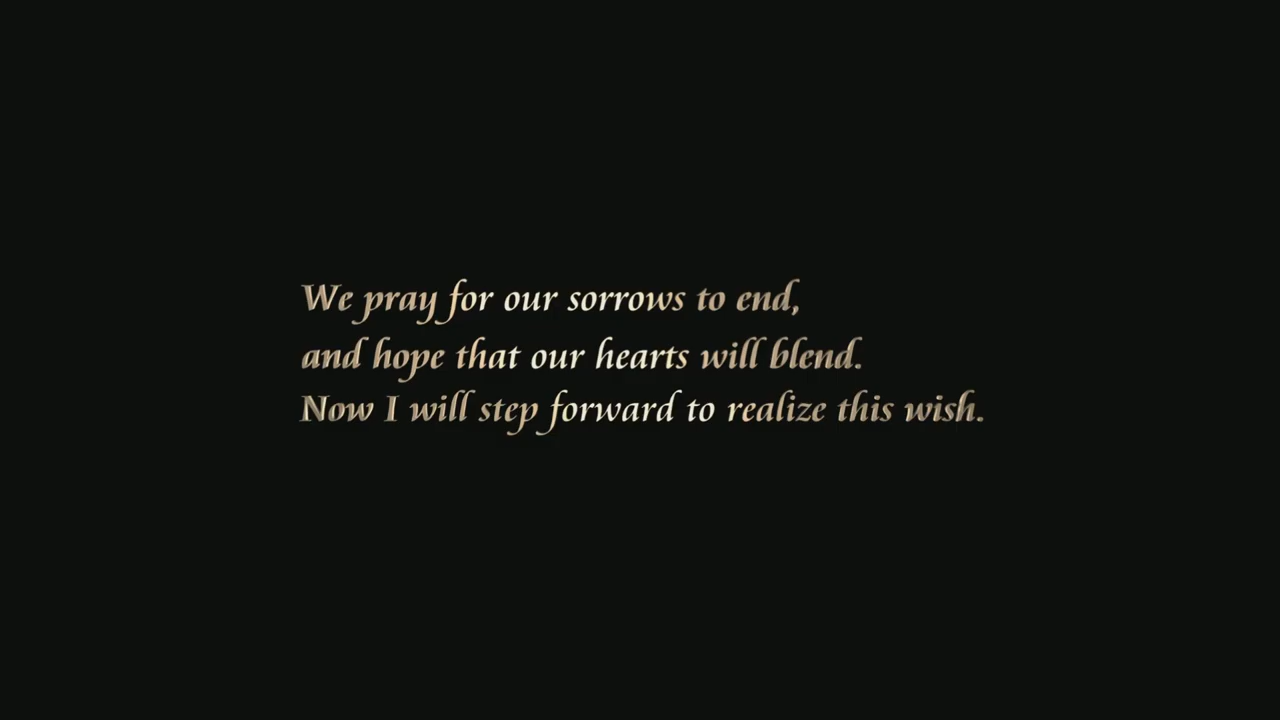 We pray for our sorrows to end,
and hope that our hearts will blend.
Now I will step forward to realize this wish.